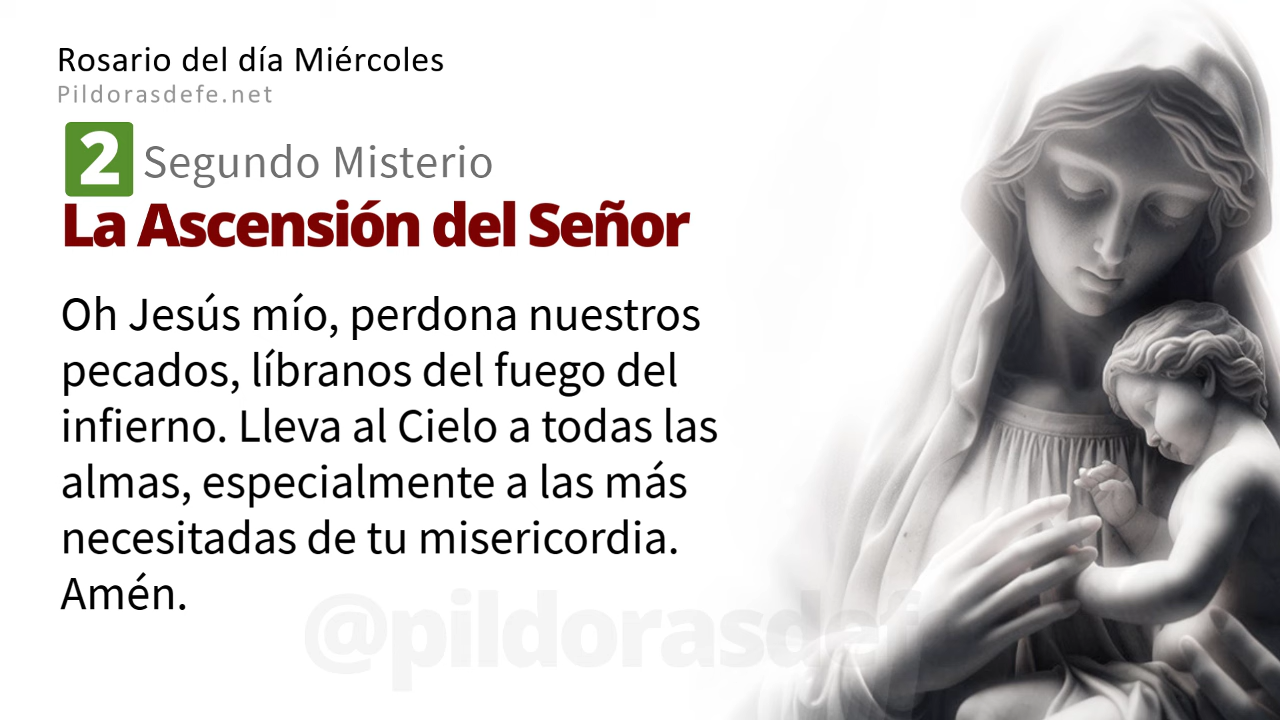 Rosario del día Miércoles
Pildorasdefe.net
2 Segundo Misterio
La Ascensión del Señor
Oh Jesús mío, perdona nuestros
pecados, líbranos del fuego del
infierno. Lleva al Cielo a todas las
almas, especialmente a las más
necesitadas de tu misericordia.
Amén.
@pildorasdef